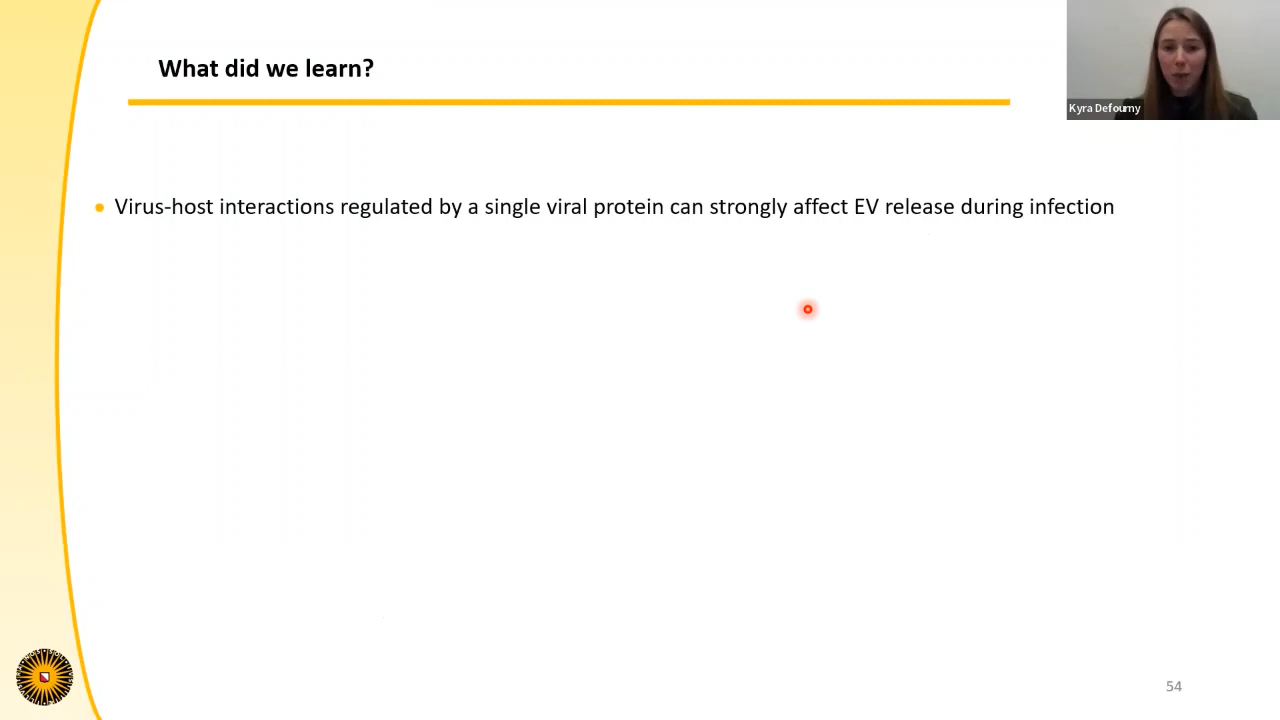 What did we learn?
Kyra Defourny
Virus-host interactions regulated by a single viral protein can strongly affect EV release during infection
54